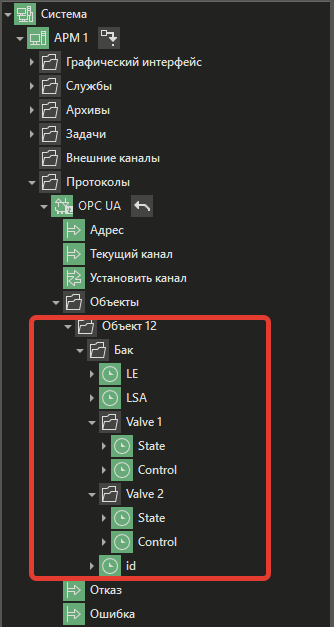 Система
АРМ 1
Графический интерфейс
Службы
Архивы
Задачи
Внешние каналы
Протоколы
OPC UA
Адрес
Текущий канал
Установить канал
Объекты
Объект 12
Бак
LE
LSA
Valve 1
State
Control
Valve 2
State
Control
id
Отказ
Ошибка